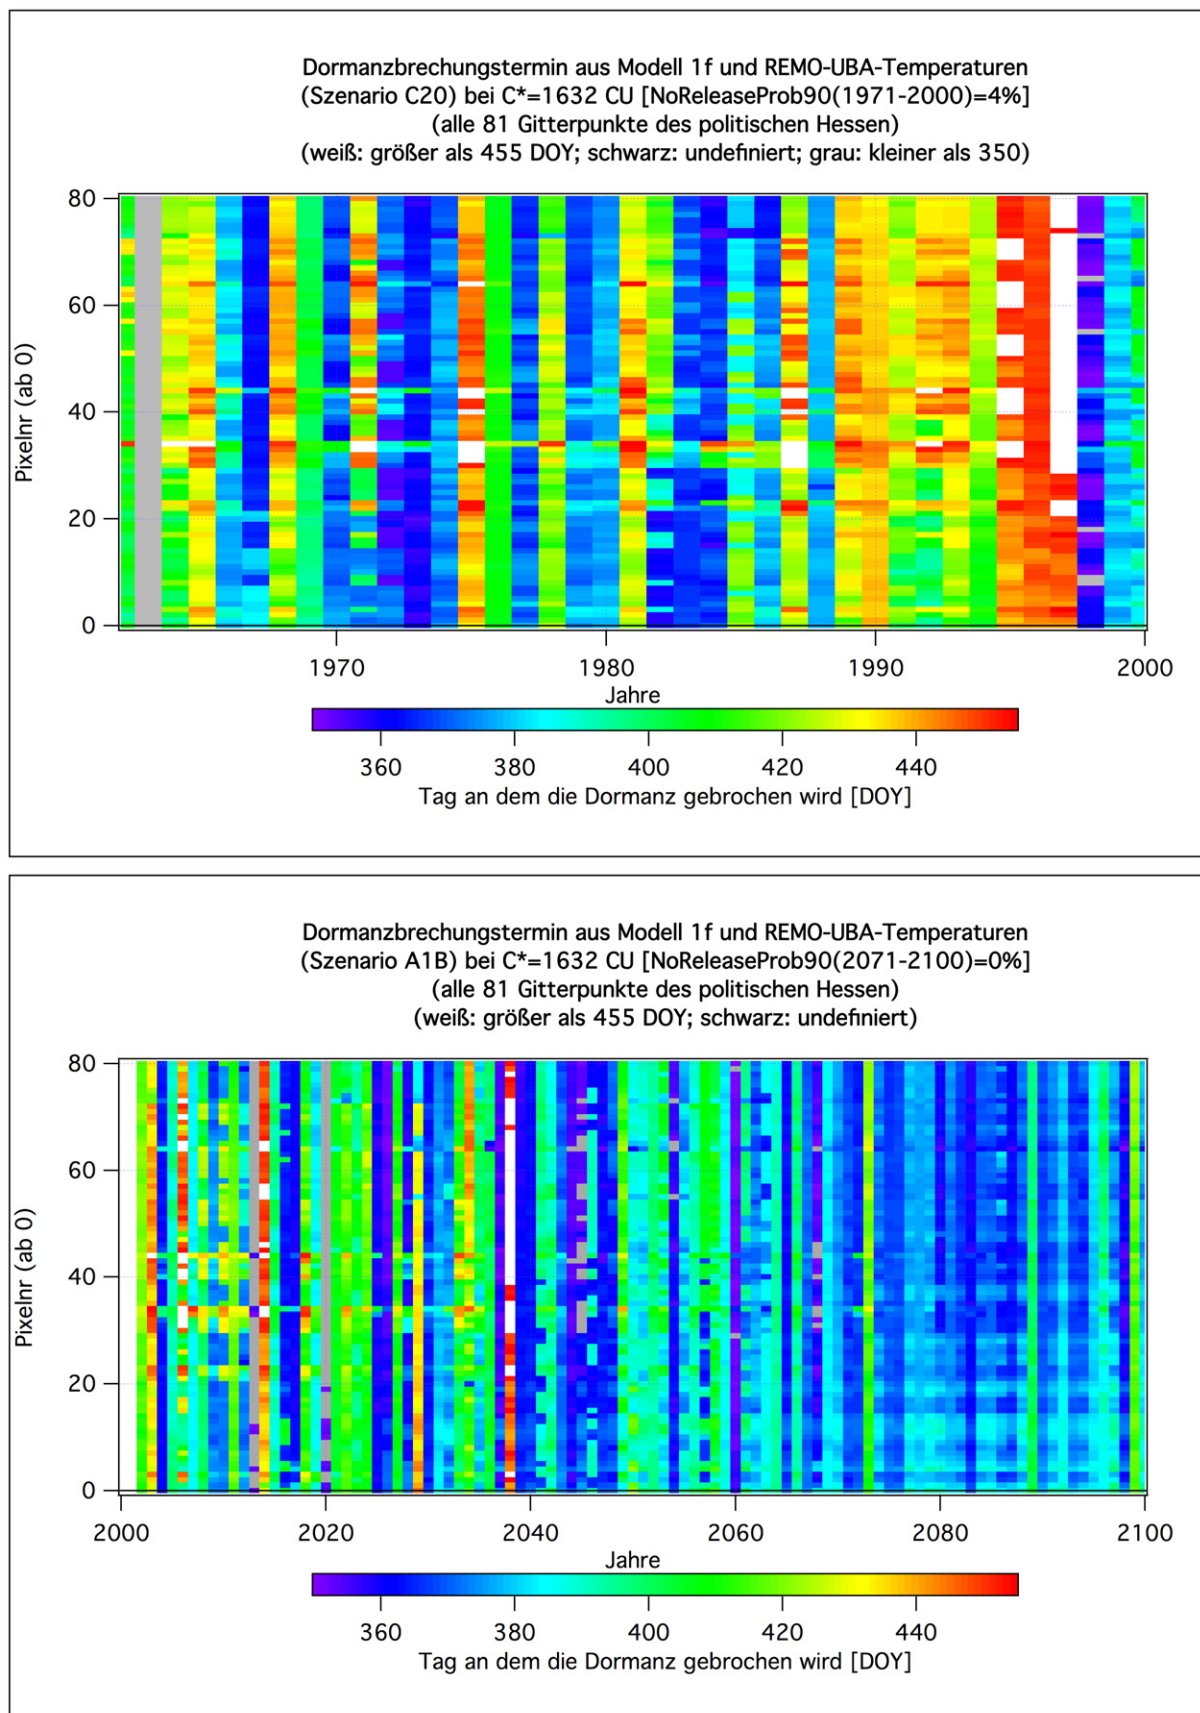 Dormanzbrechungstermin aus Modell 1f und REMO-UBA-Temperaturen
(Szenario C20) bei C*=1632 CU [NoReleaseProb90(1971-2000)=4%]
(alle 81 Gitterpunkte des politischen Hessen)
(weiß: größer als 455 DOY; schwarz: undefiniert; grau: kleiner als 350)
80
60
40
20
0
Pixelnr (ab 0)
1970 1980 1990 2000
Jahre
360 380 400 420 440
Tag an dem die Dormanz gebrochen wird [DOY]
Dormanzbrechungstermin aus Modell 1f und REMO-UBA-Temperaturen
(Szenario A1B) bei C*=1632 CU [NoReleaseProb90(2071-2100)=0%]
(alle 81 Gitterpunkte des politischen Hessen)
(weiß: größer als 455 DOY; schwarz: undefiniert)
80
60
40
20
0
Pixelnr (ab 0)
2000 2020 2040 2060 2080 2100
Jahre
360 380 400 420 440
Tag an dem die Dormanz gebrochen wird [DOY]